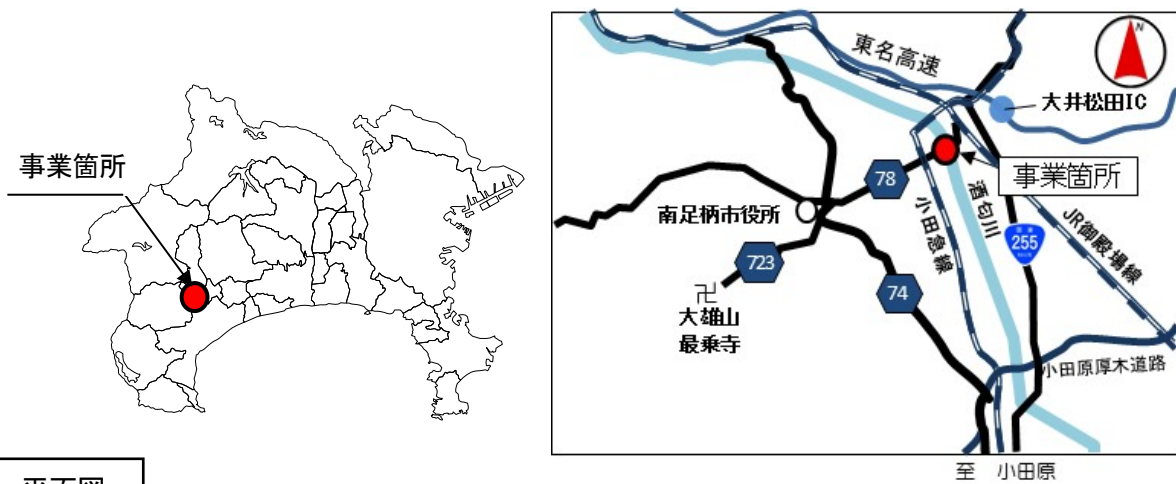 事業箇所
東名高速
N
大井松田IC
事業箇所
78
南足柄市役所
小田急線
酒匂川
255
JR御殿場線
723
卍
大雄山
最乗寺
74
小田原厚木道路
至 小田原